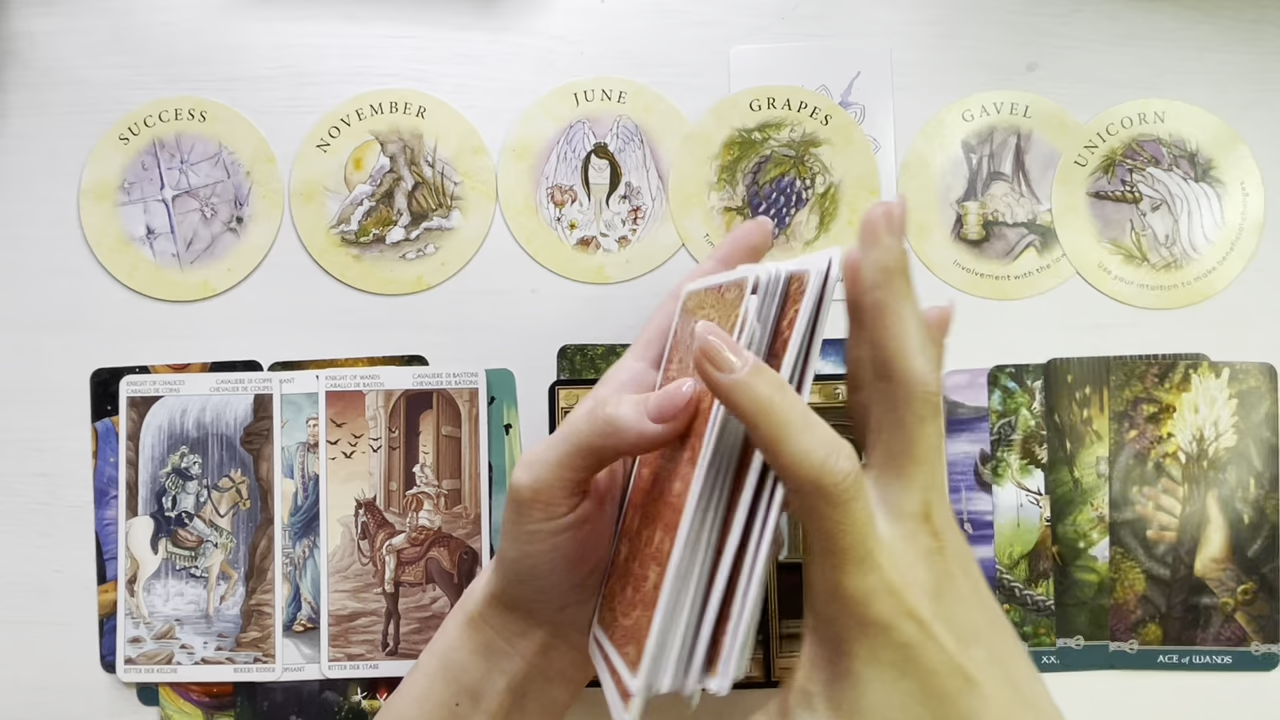 SUCCESS
NOVEMBER
JUNE
GRAPES
GAVEL
UNICORN
Involvement with the law
Use your intuition to make beneficial changes.
KNIGHT OF CHALICES
CABALLO DE COPAS
CAVALIERE DI COPPE
CHEVALIER DE COUPES
KNIGHT OF WANDS
CABALLO DE BASTOS
CAVALIERE DI BASTONI
CHEVALIER DE BÂTONS
RITTER DER KELCHE
BEKERS RIDDER
RITTER DER STÄBE
ACE of WANDS